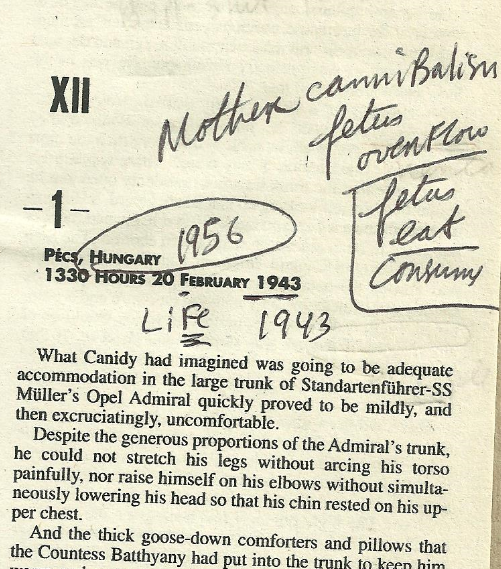 XII
Mother cannibalism
fetus
overflow
fetus
eat
consume
-1-
1956
PÉCS, HUNGARY
1330 HOURS 20 FEBRUARY 1943
LiFe 1943
What Canidy had imagined was going to be adequate
accommodation in the large trunk of Standartenführer-SS
Müller's Opel Admiral quickly proved to be mildly, and
then excruciatingly, uncomfortable.
Despite the generous proportions of the Admiral's trunk,
he could not stretch his legs without arcing his torso
painfully, nor raise himself on his elbows without simulta-
neously lowering his head so that his chin rested on his up-
per chest.
And the thick goose-down comforters and pillows that
the Countess Batthyany had put into the trunk to keep him